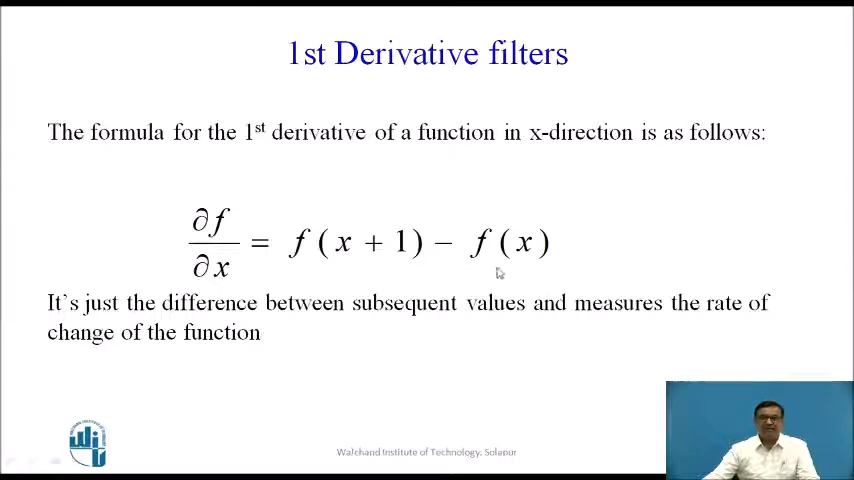 1st Derivative filters
The formula for the 1st derivative of a function in x-direction is as follows:
∂f/∂x = f(x + 1) − f(x)
It's just the difference between subsequent values and measures the rate of
change of the function
Walchand Institute of Technology, Solapur